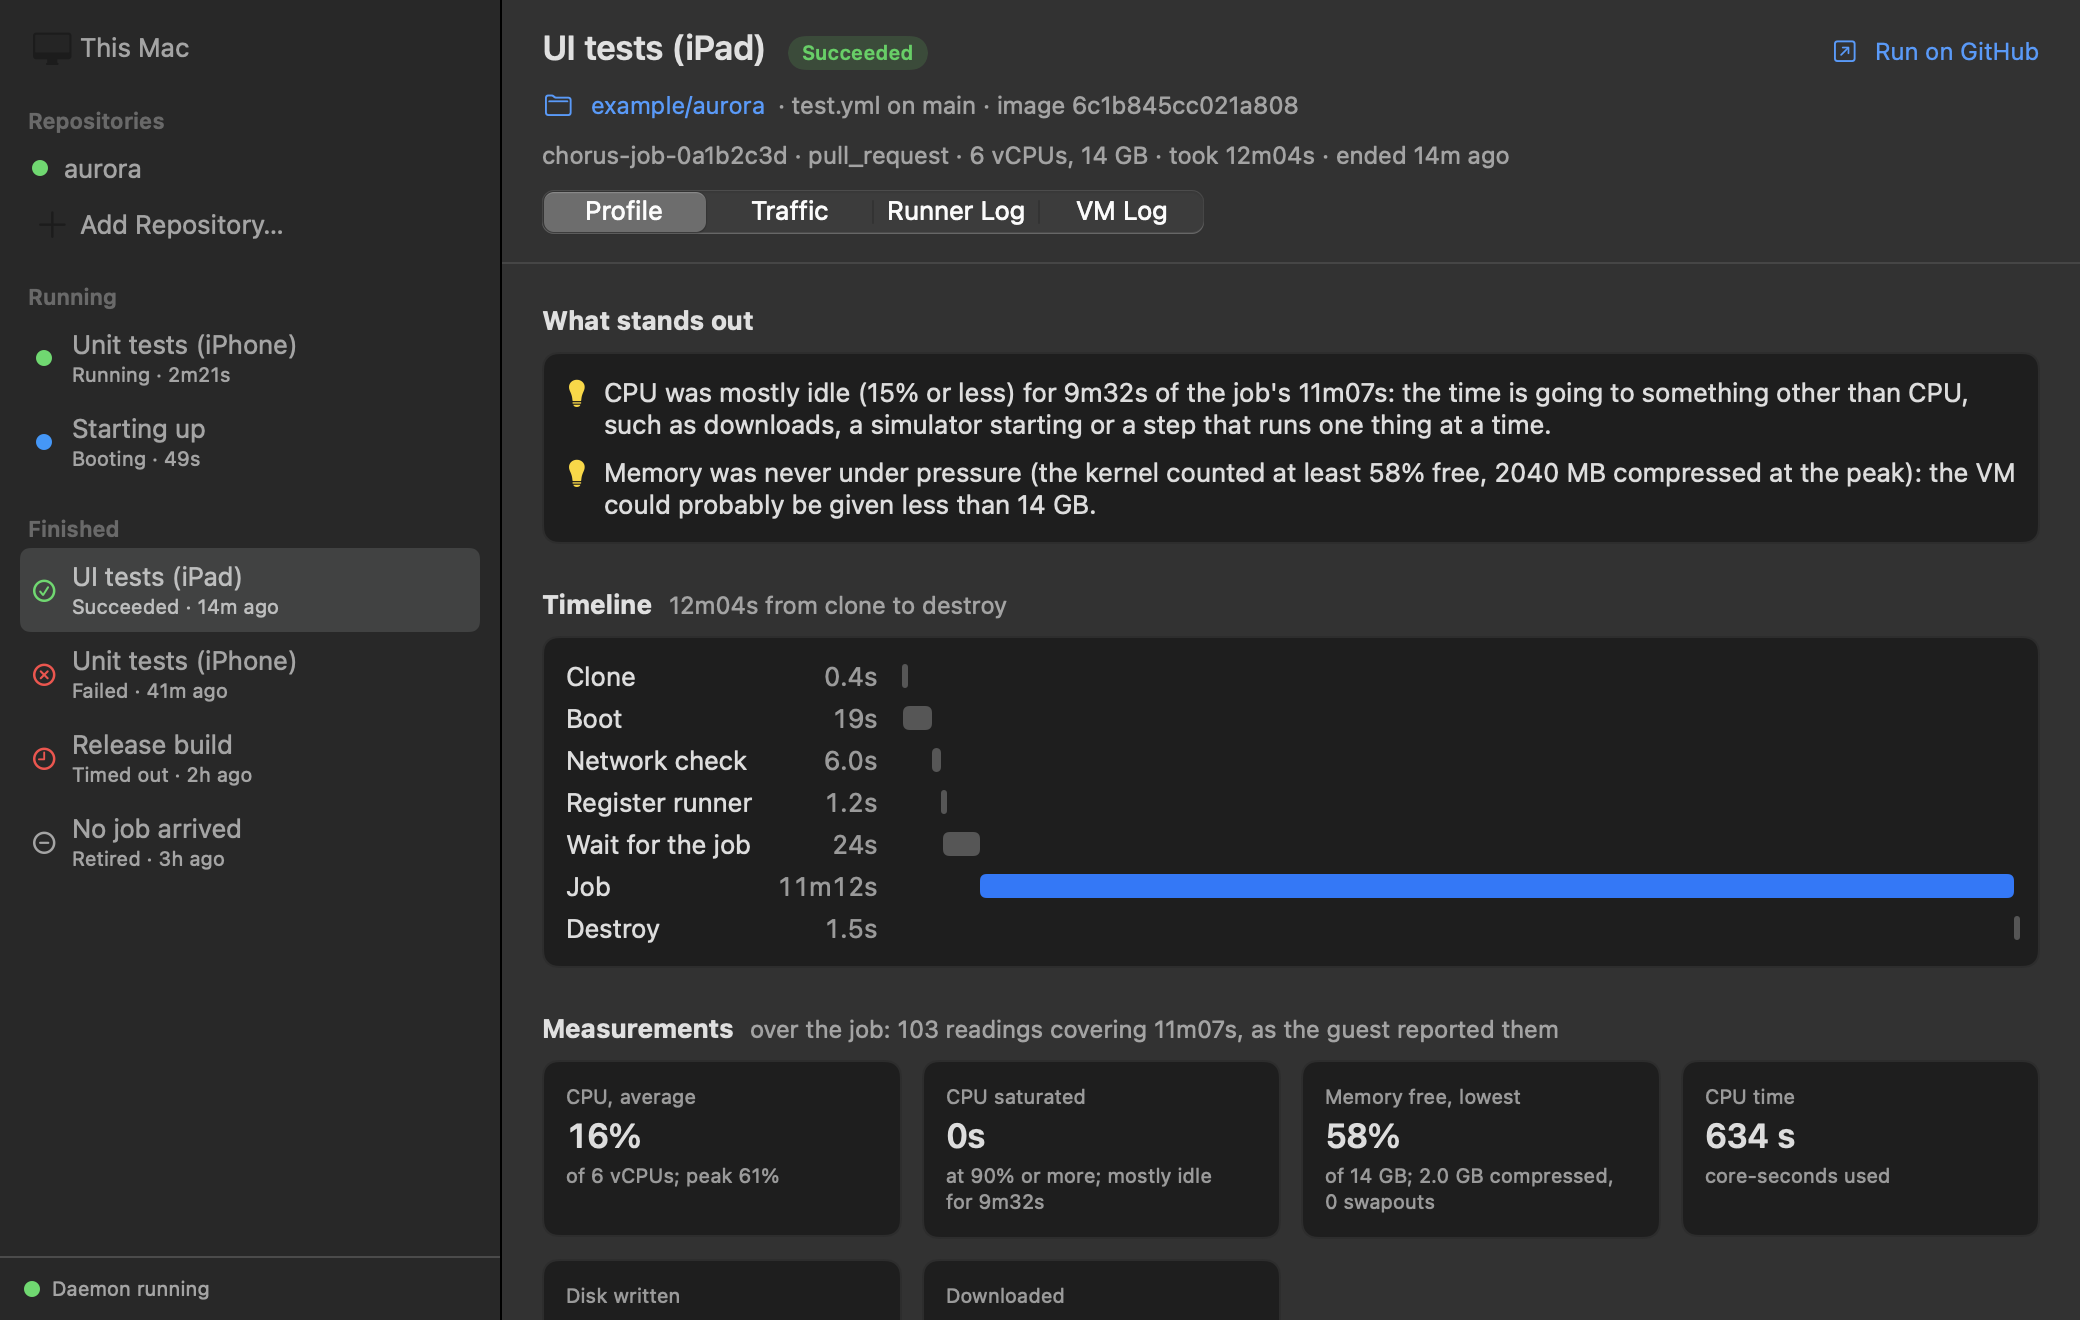 This Mac
Repositories
aurora
Add Repository...
Running
Unit tests (iPhone)
Running · 2m21s
Starting up
Booting · 49s
Finished
UI tests (iPad)
Succeeded · 14m ago
Unit tests (iPhone)
Failed · 41m ago
Release build
Timed out · 2h ago
No job arrived
Retired · 3h ago
Daemon running
UI tests (iPad)
Succeeded
Run on GitHub
example/aurora · test.yml on main · image 6c1b845cc021a808
chorus-job-0a1b2c3d · pull_request · 6 vCPUs, 14 GB · took 12m04s · ended 14m ago
Profile
Traffic
Runner Log
VM Log
What stands out
CPU was mostly idle (15% or less) for 9m32s of the job's 11m07s: the time is going to something other than CPU,
such as downloads, a simulator starting or a step that runs one thing at a time.
Memory was never under pressure (the kernel counted at least 58% free, 2040 MB compressed at the peak): the VM
could probably be given less than 14 GB.
Timeline 12m04s from clone to destroy
Clone 0.4s
Boot 19s
Network check 6.0s
Register runner 1.2s
Wait for the job 24s
Job 11m12s
Destroy 1.5s
Measurements over the job: 103 readings covering 11m07s, as the guest reported them
CPU, average
16%
of 6 vCPUs; peak 61%
CPU saturated
0s
at 90% or more; mostly idle
for 9m32s
Memory free, lowest
58%
of 14 GB; 2.0 GB compressed,
0 swapouts
CPU time
634 s
core-seconds used
Disk written
Downloaded